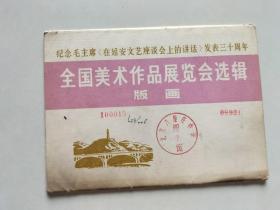 纪念毛主席《在延安文艺座谈会上的讲话》发表三十周年
全国美术作品展览会选辑
版画
100015